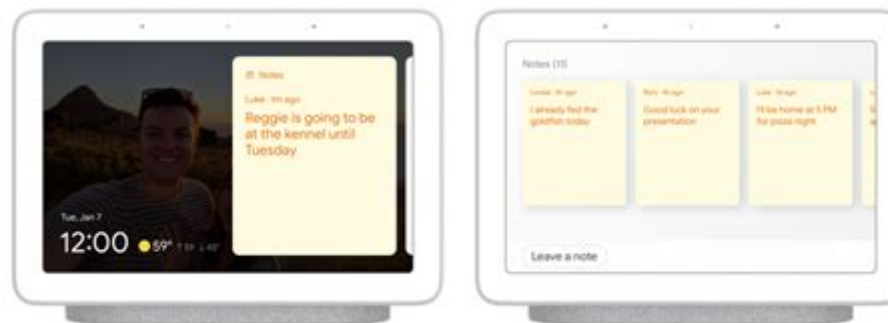 Notes
Luke · 1m ago
Reggie is going to be
at the kennel until
Tuesday
Tue, Jan 7
12:00
59°
Notes (11)
I already fed the
goldfish today
Good luck on your
presentation
I'll be home at 5 PM
for pizza night
Leave a note